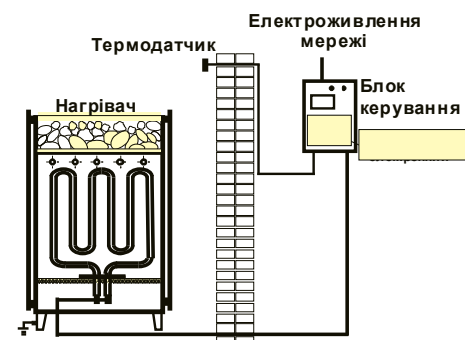 Електроживлення
мережі
Термодатчик
Блок
керування
Нагрівач